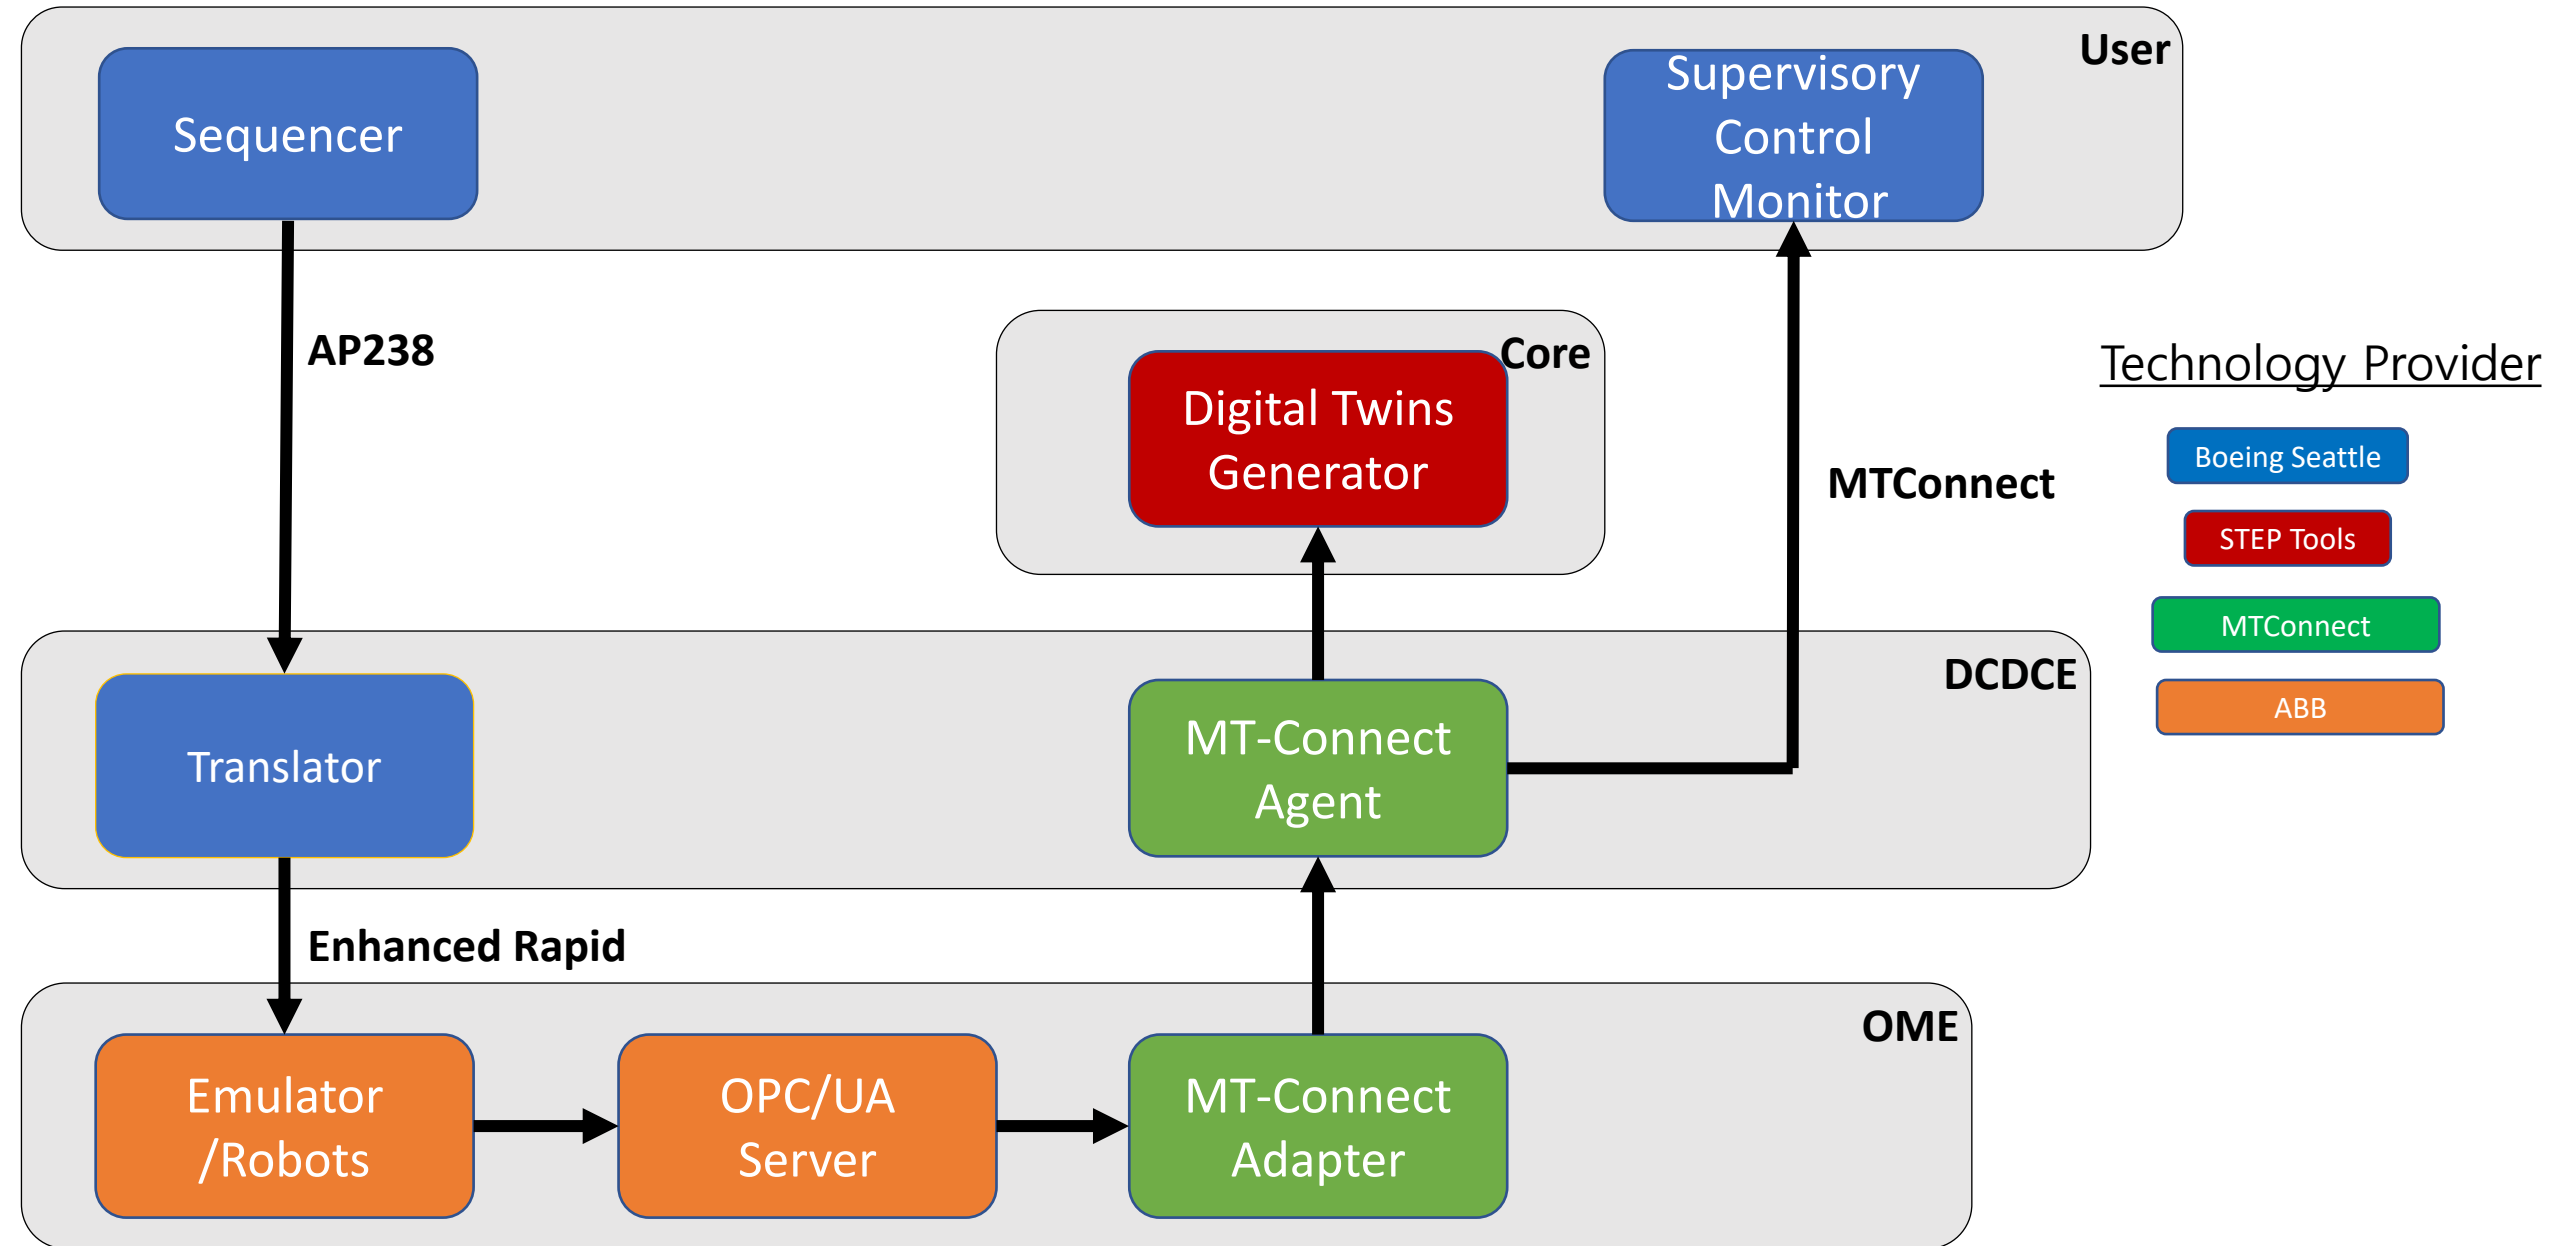 User
Sequencer
Supervisory
Control
Monitor
AP238
Core
Digital Twins
Generator
MTConnect
Technology Provider
Boeing Seattle
STEP Tools
MTConnect
ABB
DCDCE
Translator
MT-Connect
Agent
Enhanced Rapid
OME
Emulator
/Robots
OPC/UA
Server
MT-Connect
Adapter